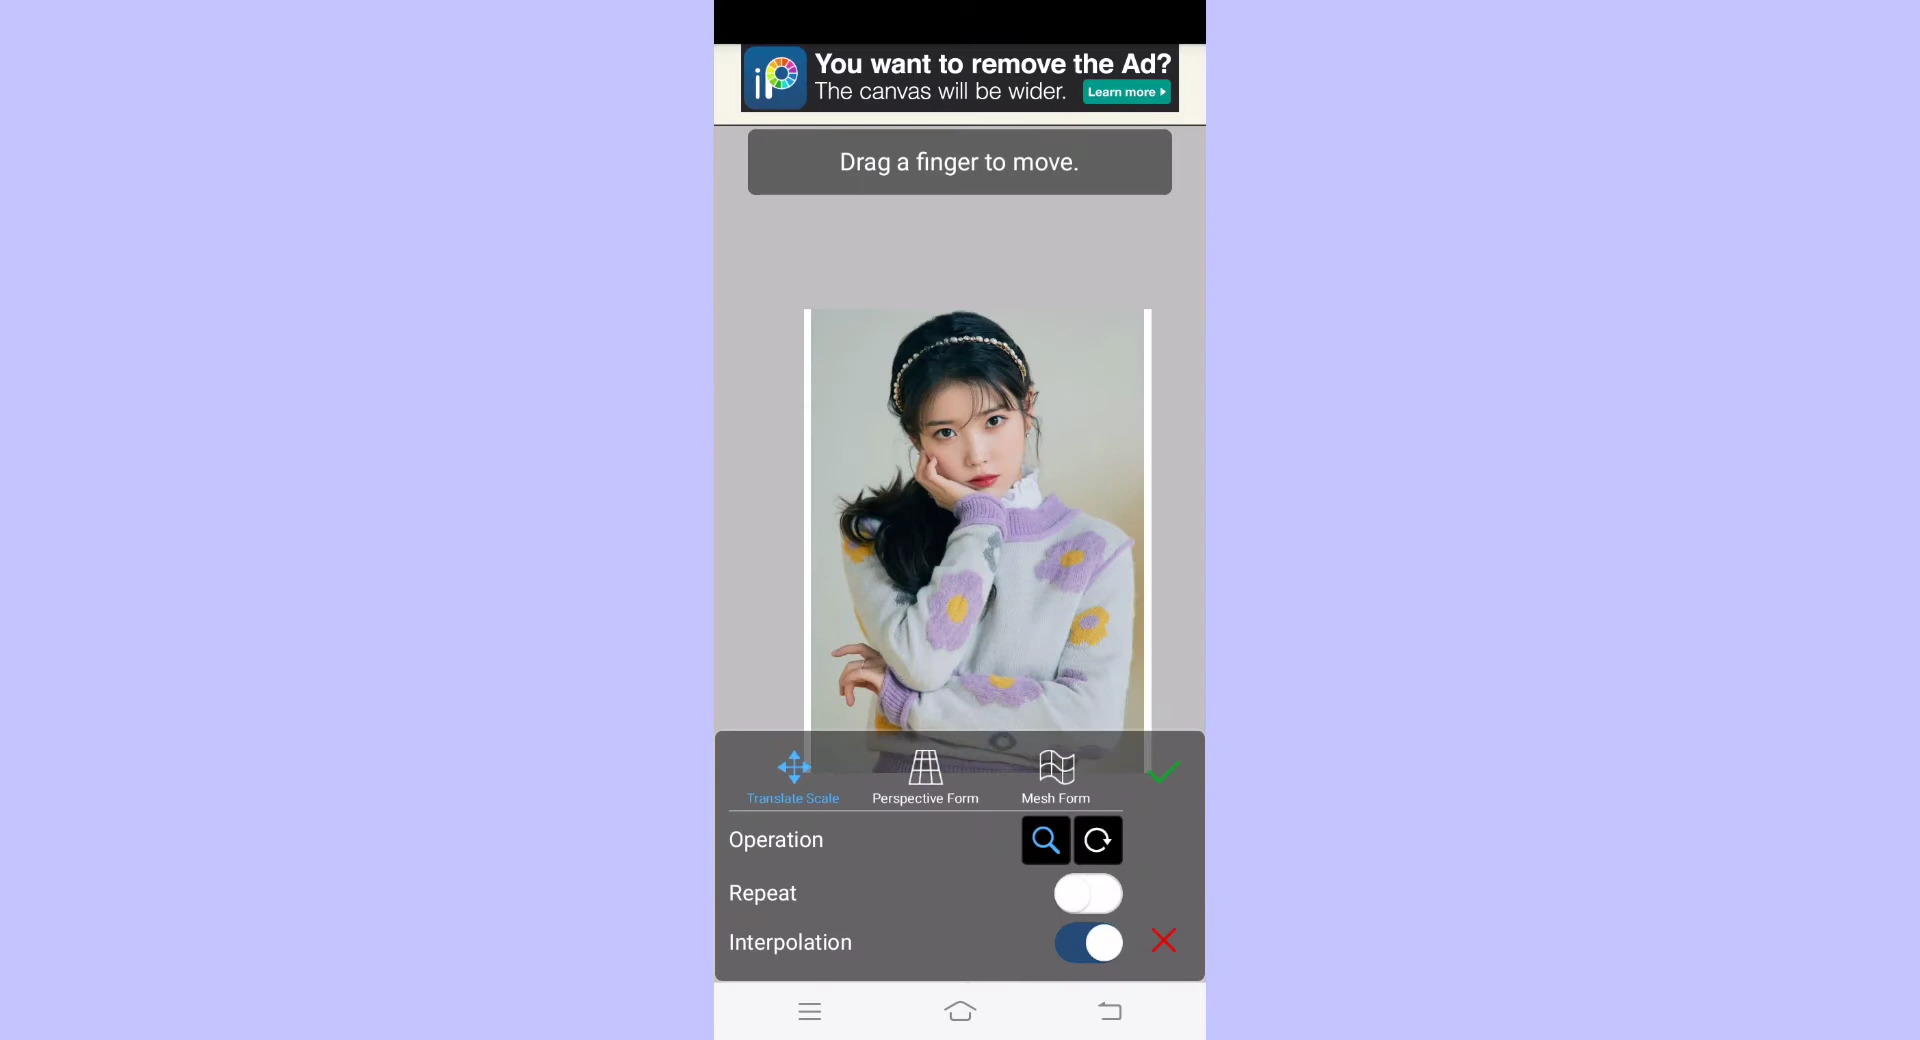 iP
You want to remove the Ad?
The canvas will be wider.
Learn more
Drag a finger to move.
Translate Scale
Perspective Form
Mesh Form
Operation
Repeat
Interpolation